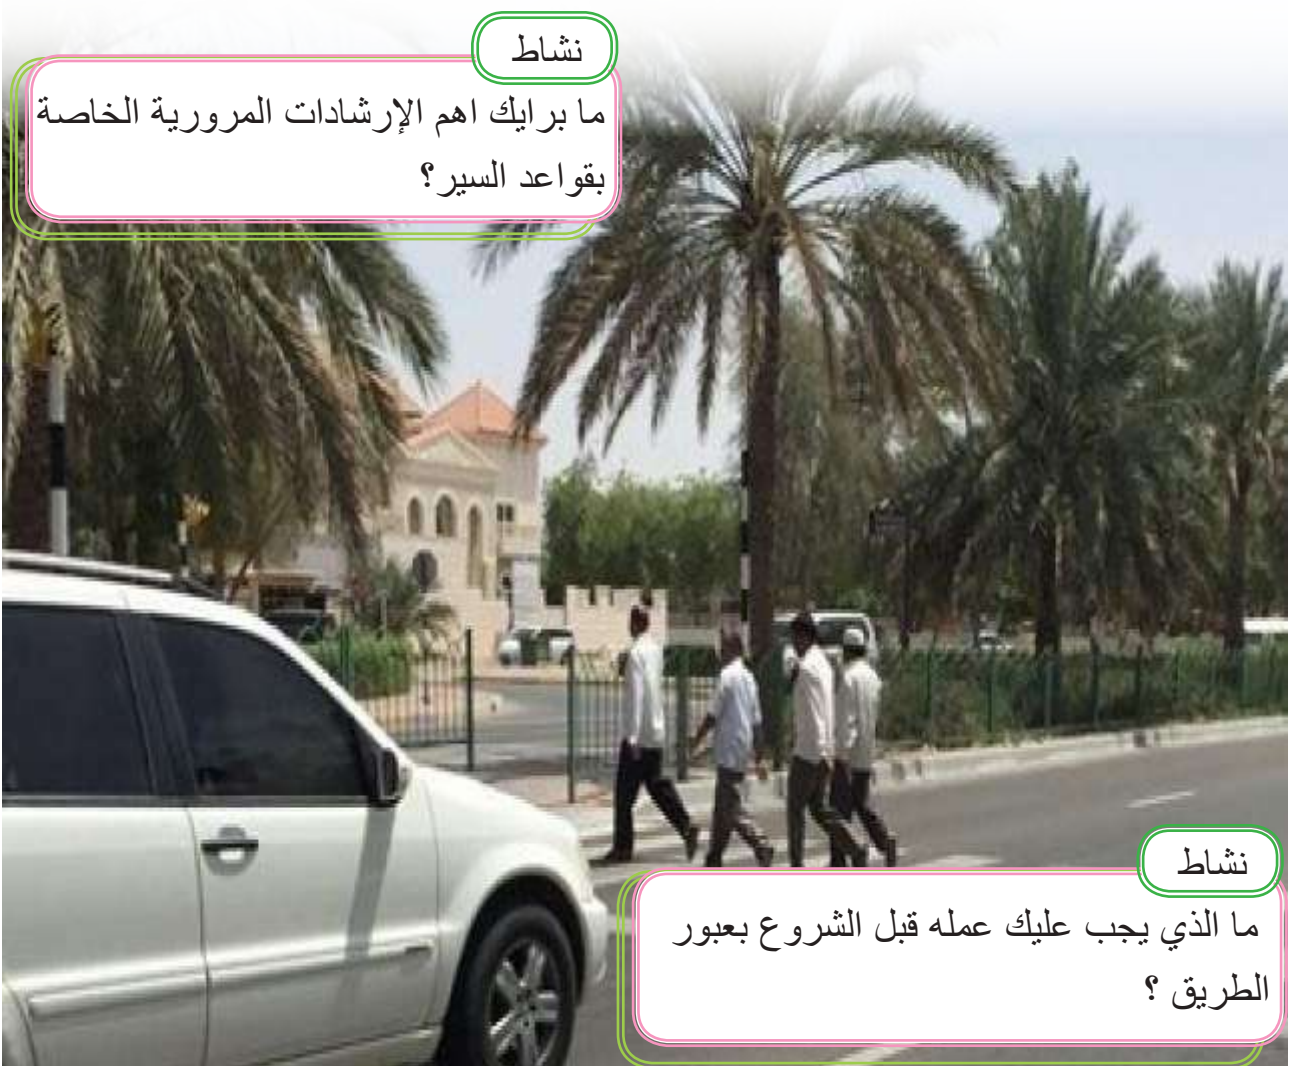 نشاط
ما برايك اهم الإرشادات المرورية الخاصة
بقواعد السير؟
نشاط
ما الذي يجب عليك عمله قبل الشروع بعبور
الطريق ؟